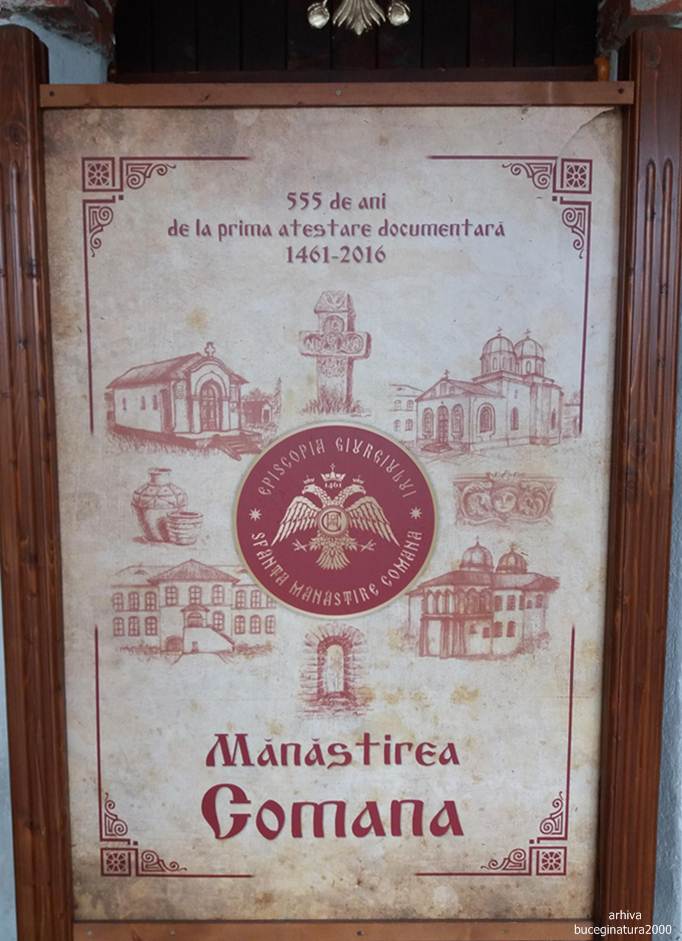 555 de ani
de la prima atestare documentară
1461-2016
EPISCOPIA GIURGIULUI
1461
SFÂNTA MĂNĂSTIRE COMANA
Mănăstirea
Comana
arhiva
buceginatura2000